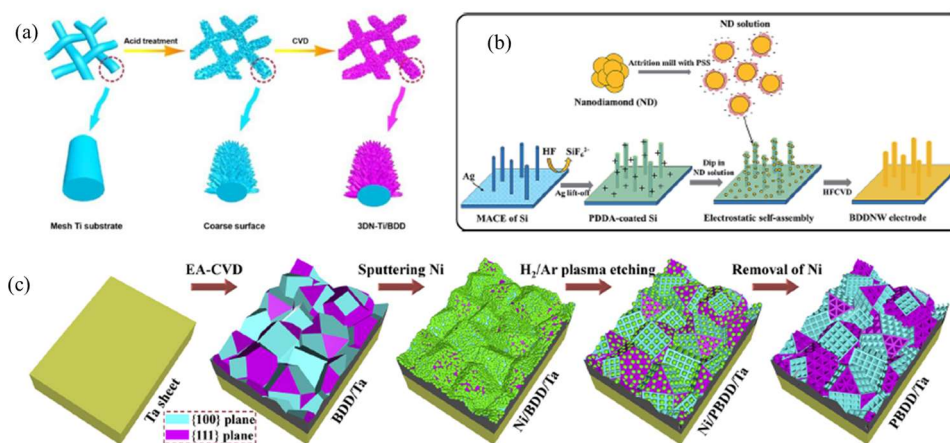 (a)
Acid treatment
CVD
Mesh Ti substrate
Coarse surface
3DN-Ti/BDD
(b)
ND solution
Attrition mill with PSS
Nanodiamond (ND)
HF
SiF₆²⁻
Ag
Ag lift-off
Dip in
ND solution
HFCVD
MACE of Si
PDDA-coated Si
Electrostatic self-assembly
BDDNW electrode
(c)
EA-CVD
Sputtering Ni
H₂/Ar plasma etching
Removal of Ni
Ta sheet
BDD/Ta
Ni/BDD/Ta
Ni/PBDD/Ta
PBDD/Ta
{100} plane
{111} plane